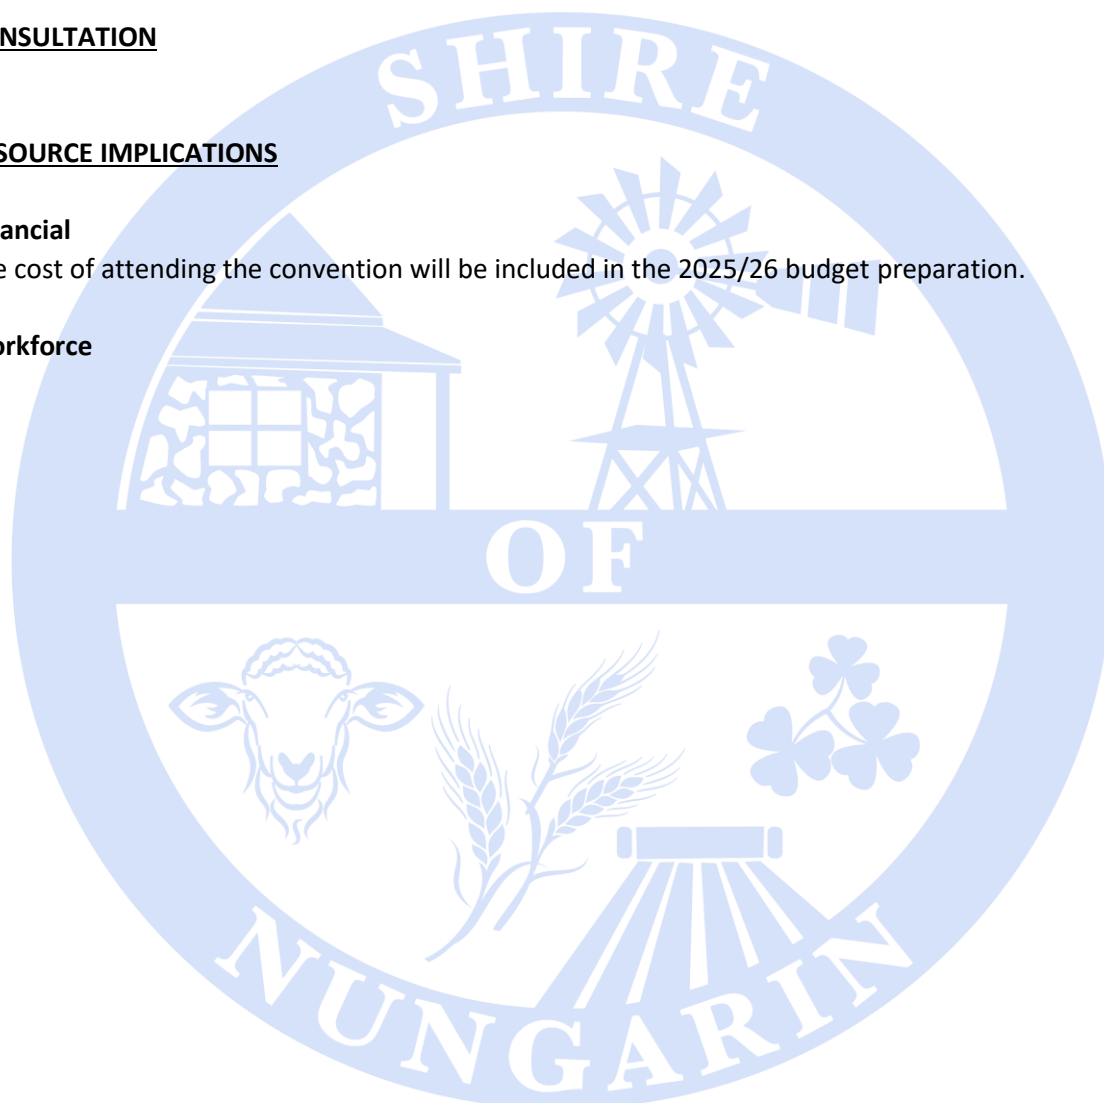 NSULTATION
SOURCE IMPLICATIONS
ancial
e cost of attending the convention will be included in the 2025/26 budget preparation.
orkforce
SHIRE
OF
NUNGARIN